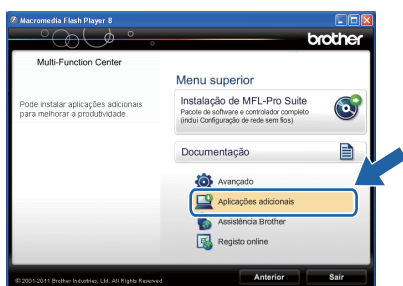 Macromedia Flash Player 8
brother
Multi-Function Center
Pode instalar aplicações adicionais
para melhorar a produtividade.
Menu superior
Instalação de MFL-Pro Suite
Pacote de software e controlador completo
(inclui Configuração de rede sem fios)
Documentação
Avançado
Aplicações adicionais
Assistência Brother
Registo online
© 2001-2011 Brother Industries, Ltd. All Rights Reserved.
Anterior
Sair